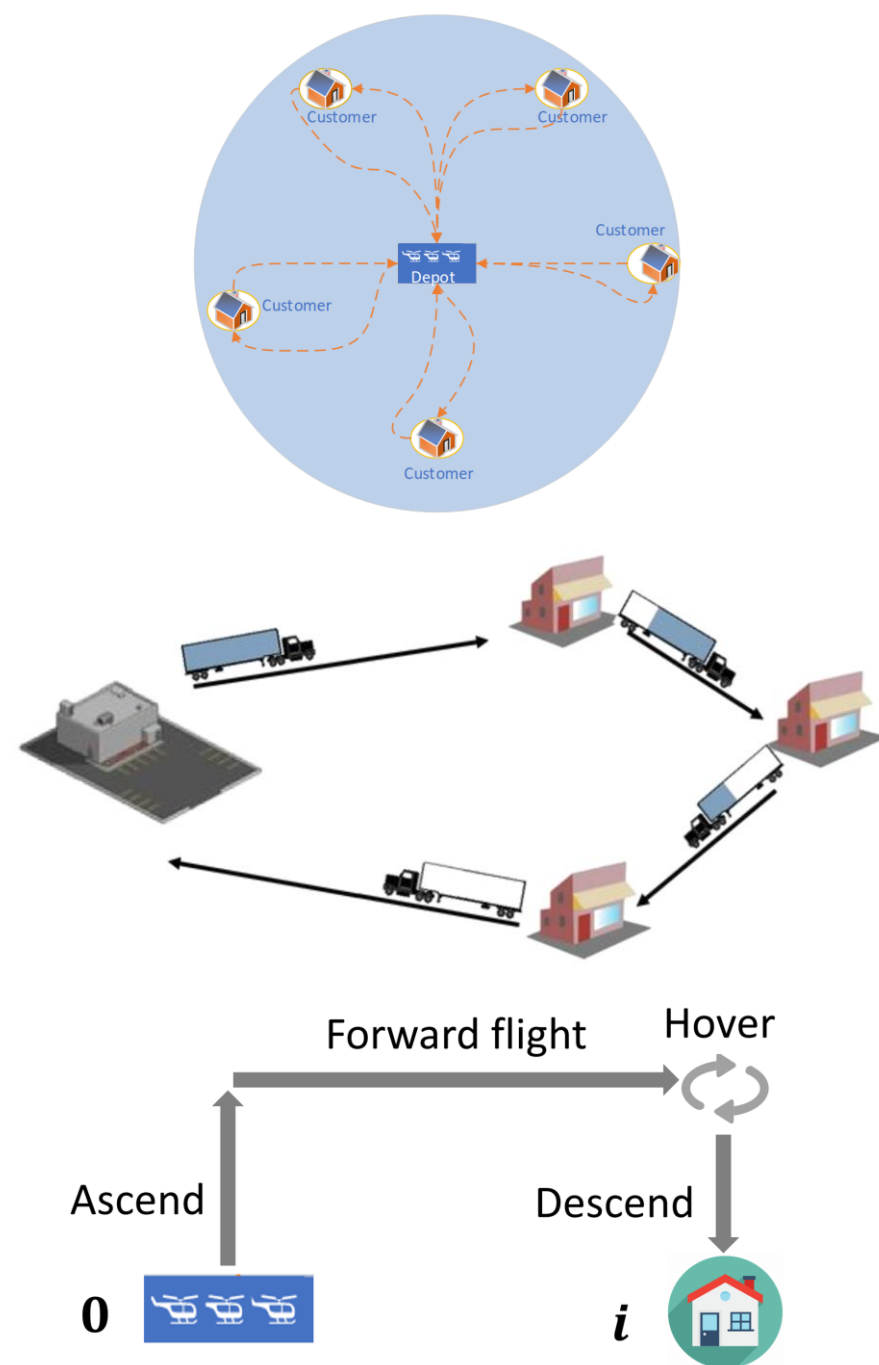 Customer
Customer
Customer
Depot
Customer
Customer
Forward flight
Hover
Ascend
Descend
0
i